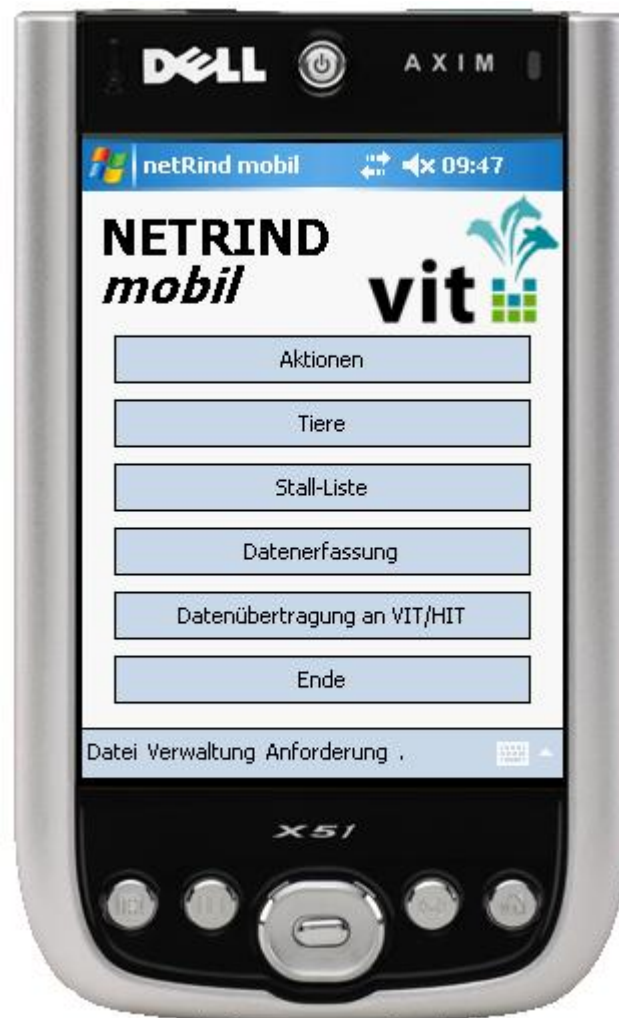 DELL
AXIM
netRind mobil 09:47
NETRIND
mobil
vit
Aktionen
Tiere
Stall-Liste
Datenerfassung
Datenübertragung an VIT/HIT
Ende
Datei Verwaltung Anforderung .
X51